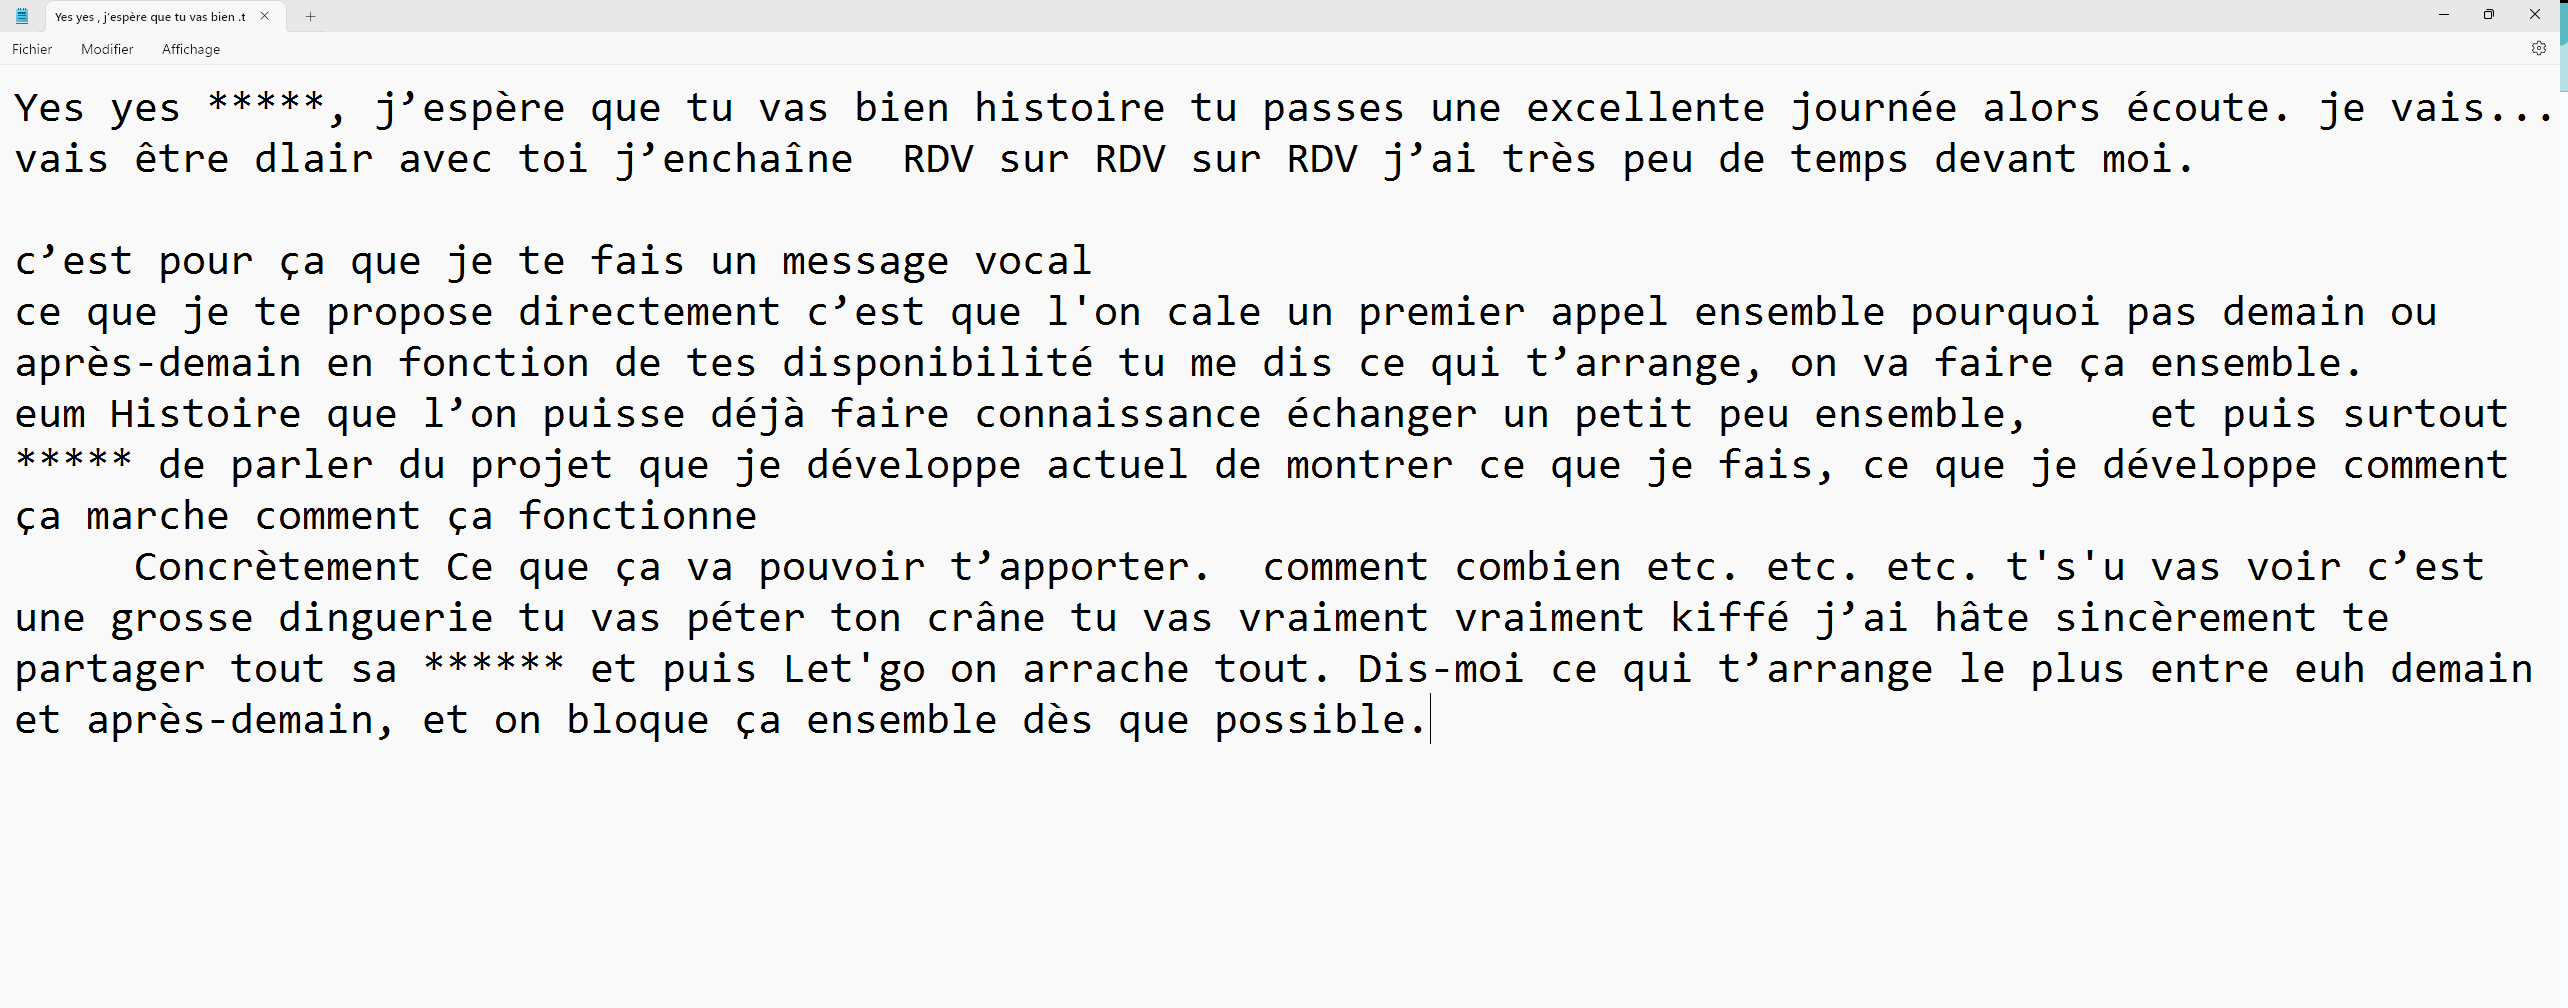 Yes yes , j’espère que tu vas bien .t
Fichier Modifier Affichage
Yes yes *****, j’espère que tu vas bien histoire tu passes une excellente journée alors écoute. je vais...
vais être dlair avec toi j’enchaîne  RDV sur RDV sur RDV j’ai très peu de temps devant moi.
c’est pour ça que je te fais un message vocal
ce que je te propose directement c’est que l'on cale un premier appel ensemble pourquoi pas demain ou
après-demain en fonction de tes disponibilité tu me dis ce qui t’arrange, on va faire ça ensemble.
eum Histoire que l’on puisse déjà faire connaissance échanger un petit peu ensemble,     et puis surtout
***** de parler du projet que je développe actuel de montrer ce que je fais, ce que je développe comment
ça marche comment ça fonctionne
     Concrètement Ce que ça va pouvoir t’apporter.  comment combien etc. etc. etc. t's'u vas voir c’est
une grosse dinguerie tu vas péter ton crâne tu vas vraiment vraiment kiffé j’ai hâte sincèrement te
partager tout sa ****** et puis Let'go on arrache tout. Dis-moi ce qui t’arrange le plus entre euh demain
et après-demain, et on bloque ça ensemble dès que possible.